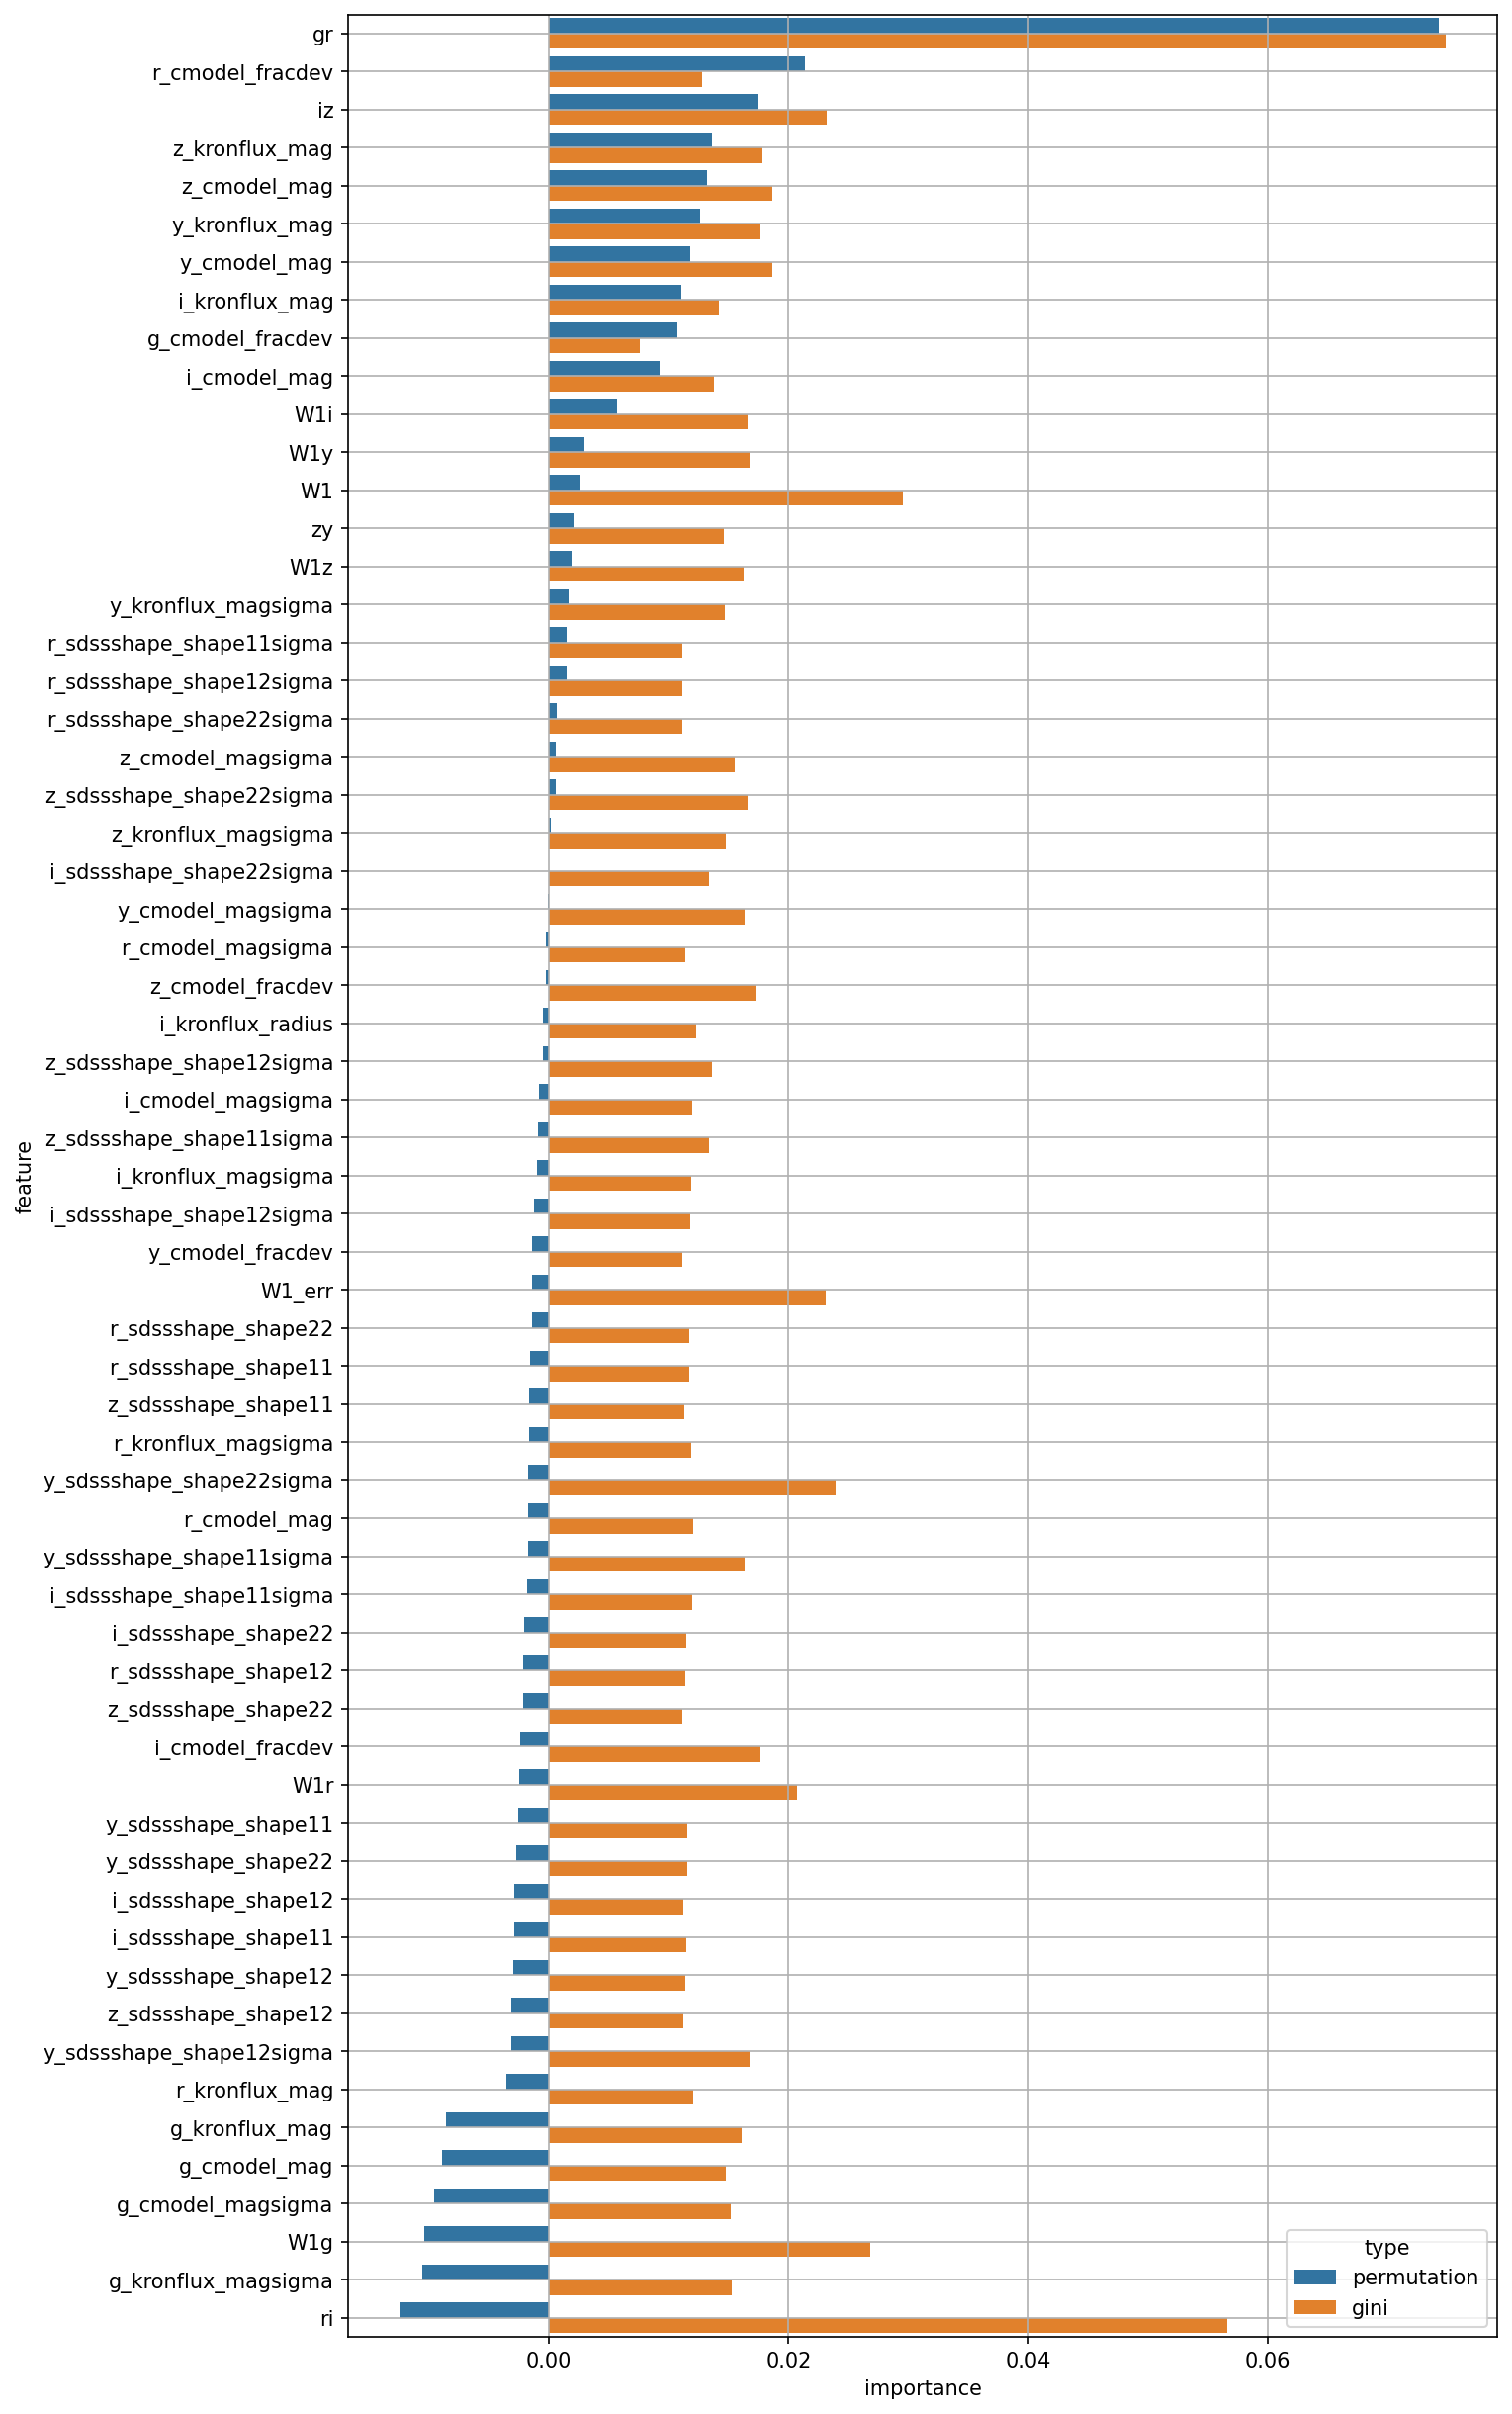 gr
r_cmodel_fracdev
iz
z_kronflux_mag
z_cmodel_mag
y_kronflux_mag
y_cmodel_mag
i_kronflux_mag
g_cmodel_fracdev
i_cmodel_mag
W1i
W1y
W1
zy
W1z
y_kronflux_magsigma
r_sdssshape_shape11sigma
r_sdssshape_shape12sigma
r_sdssshape_shape22sigma
z_cmodel_magsigma
z_sdssshape_shape22sigma
z_kronflux_magsigma
i_sdssshape_shape22sigma
y_cmodel_magsigma
r_cmodel_magsigma
z_cmodel_fracdev
i_kronflux_radius
z_sdssshape_shape12sigma
i_cmodel_magsigma
z_sdssshape_shape11sigma
i_kronflux_magsigma
i_sdssshape_shape12sigma
y_cmodel_fracdev
W1_err
r_sdssshape_shape22
r_sdssshape_shape11
z_sdssshape_shape11
r_kronflux_magsigma
y_sdssshape_shape22sigma
r_cmodel_mag
y_sdssshape_shape11sigma
i_sdssshape_shape11sigma
i_sdssshape_shape22
r_sdssshape_shape12
z_sdssshape_shape22
i_cmodel_fracdev
W1r
y_sdssshape_shape11
y_sdssshape_shape22
i_sdssshape_shape12
i_sdssshape_shape11
y_sdssshape_shape12
z_sdssshape_shape12
y_sdssshape_shape12sigma
r_kronflux_mag
g_kronflux_mag
g_cmodel_mag
g_cmodel_magsigma
W1g
g_kronflux_magsigma
ri
feature
0.00 0.02 0.04 0.06
importance
type
permutation
gini